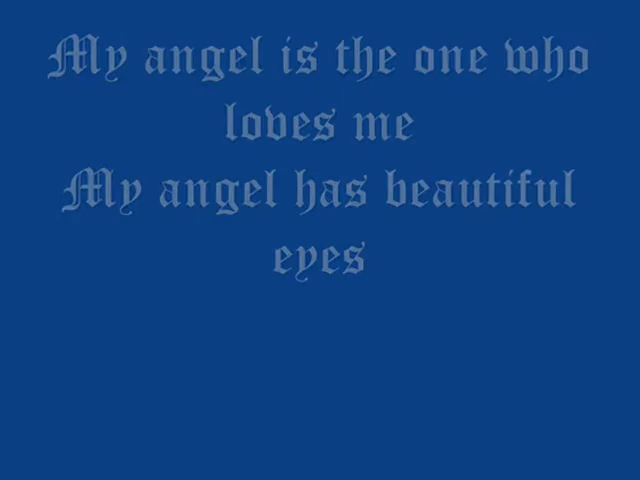 My angel is the one who
loves me
My angel has beautiful
eyes